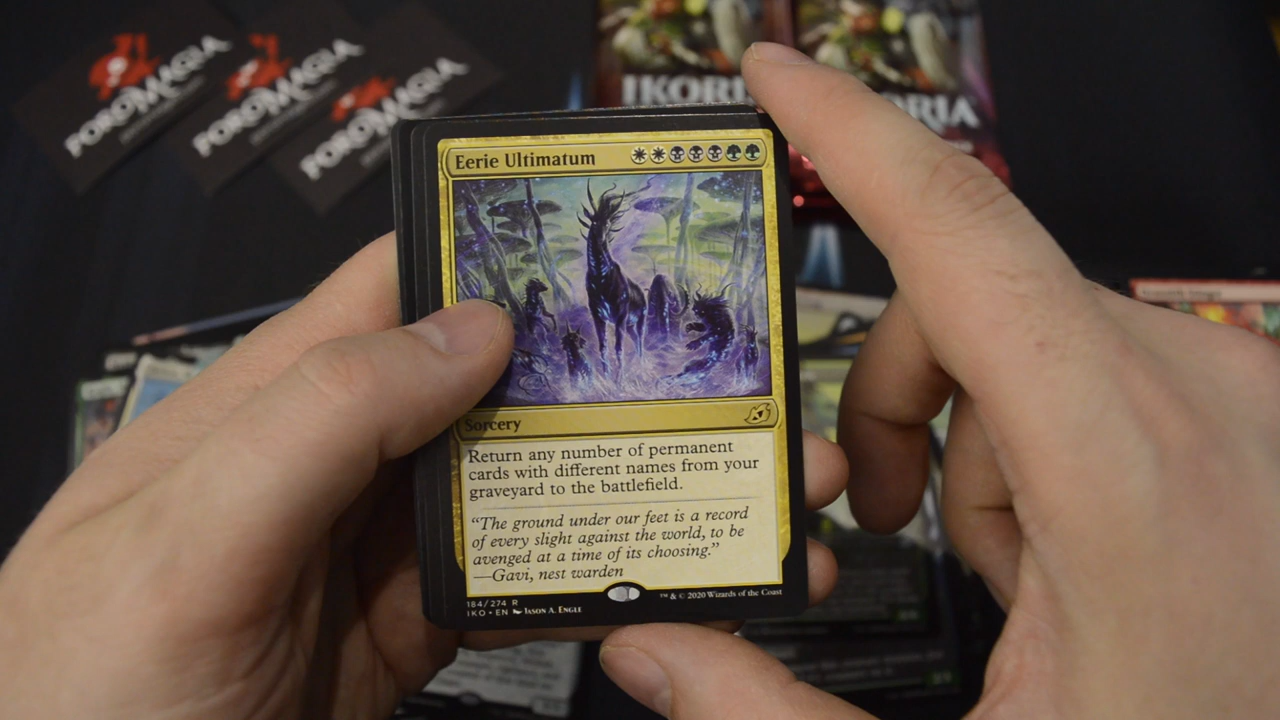 FOROMAGIA
FOROMAGIA
FOROMAGIA
IKORIA
Eerie Ultimatum
Sorcery
Return any number of permanent
cards with different names from your
graveyard to the battlefield.
“The ground under our feet is a record
of every slight against the world, to be
avenged at a time of its choosing.”
—Gavi, nest warden
184/274 R
IKO • EN JASON A. ENGLE
™ & © 2020 Wizards of the Coast